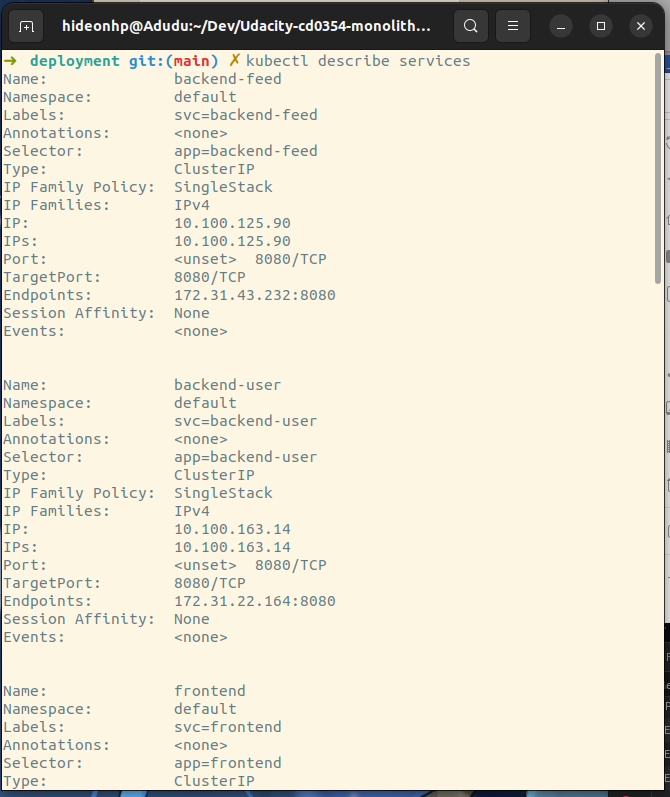 hideonhp@Adudu:~/Dev/Udacity-cd0354-monolith...
➜ deployment git:(main) ✗ kubectl describe services
Name: backend-feed
Namespace: default
Labels: svc=backend-feed
Annotations: <none>
Selector: app=backend-feed
Type: ClusterIP
IP Family Policy: SingleStack
IP Families: IPv4
IP: 10.100.125.90
IPs: 10.100.125.90
Port: <unset> 8080/TCP
TargetPort: 8080/TCP
Endpoints: 172.31.43.232:8080
Session Affinity: None
Events: <none>
Name: backend-user
Namespace: default
Labels: svc=backend-user
Annotations: <none>
Selector: app=backend-user
Type: ClusterIP
IP Family Policy: SingleStack
IP Families: IPv4
IP: 10.100.163.14
IPs: 10.100.163.14
Port: <unset> 8080/TCP
TargetPort: 8080/TCP
Endpoints: 172.31.22.164:8080
Session Affinity: None
Events: <none>
Name: frontend
Namespace: default
Labels: svc=frontend
Annotations: <none>
Selector: app=frontend
Type: ClusterIP